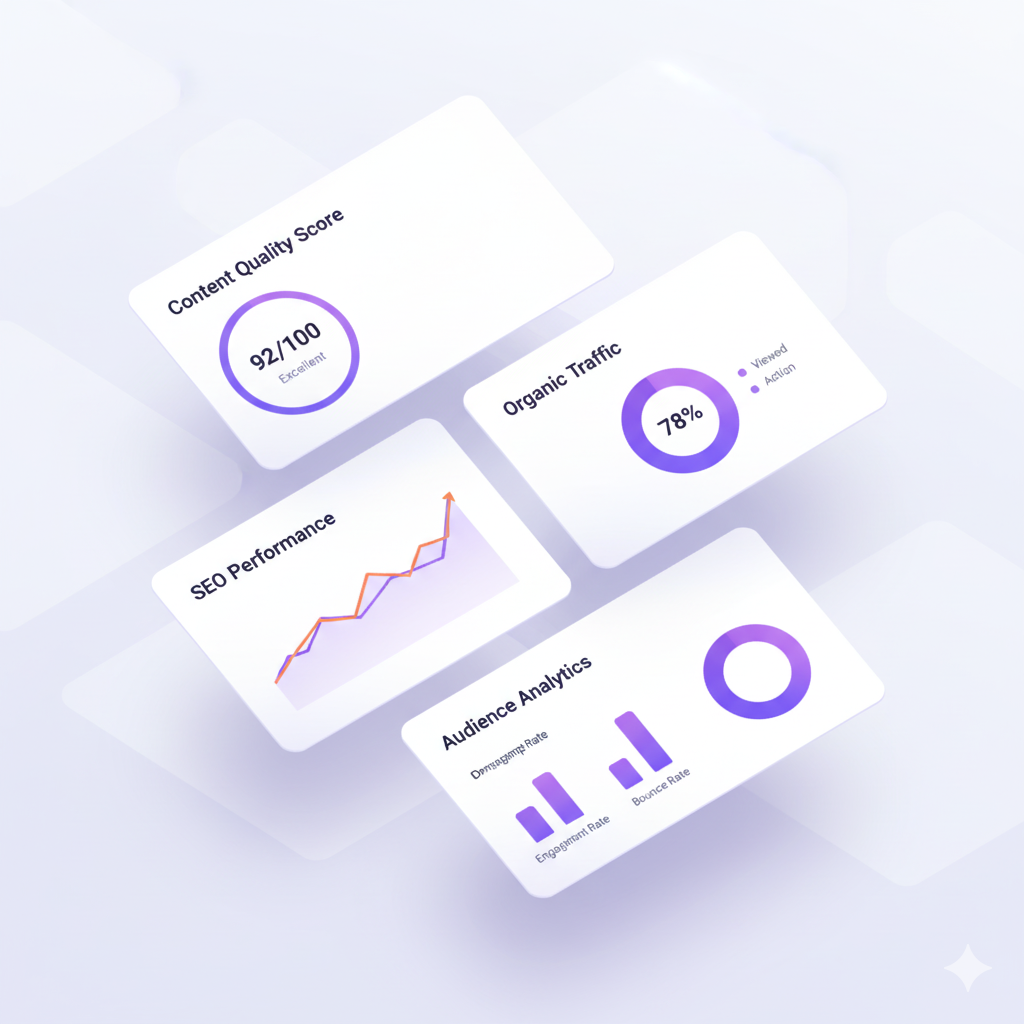 Content Quality Score
92/100
Excellent
Organic Traffic
78%
Viewed
Action
SEO Performance
Audience Analytics
Rate
Bounce Rate
Engagement Rate